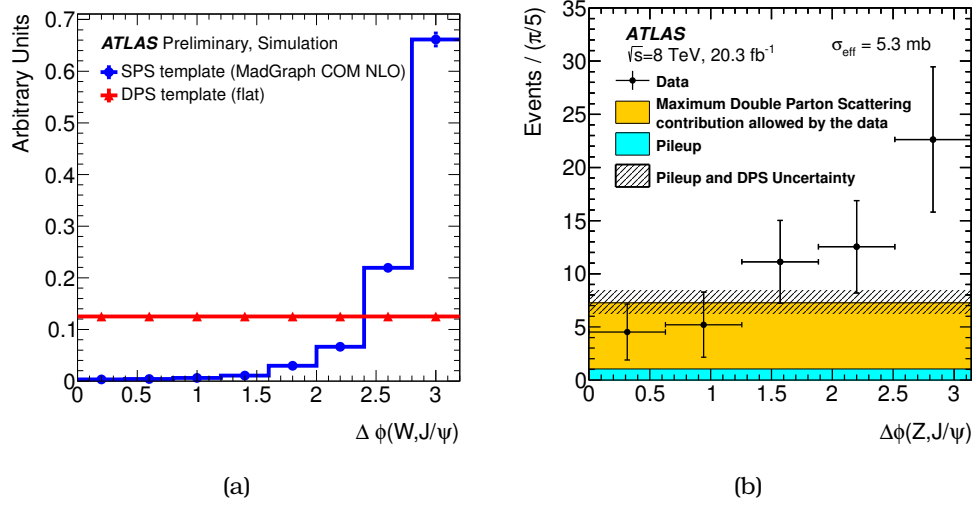 Arbitrary Units
0.7
0.6
0.5
0.4
0.3
0.2
0.1
0
ATLAS Preliminary, Simulation
SPS template (MadGraph COM NLO)
DPS template (flat)
0 0.5 1 1.5 2 2.5 3
Δ ϕ(W,J/ψ)
(a)
Events / (π/5)
35
30
25
20
15
10
5
0
ATLAS
√s=8 TeV, 20.3 fb⁻¹
σeff = 5.3 mb
Data
Maximum Double Parton Scattering
contribution allowed by the data
Pileup
Pileup and DPS Uncertainty
0 0.5 1 1.5 2 2.5 3
Δϕ(Z,J/ψ)
(b)